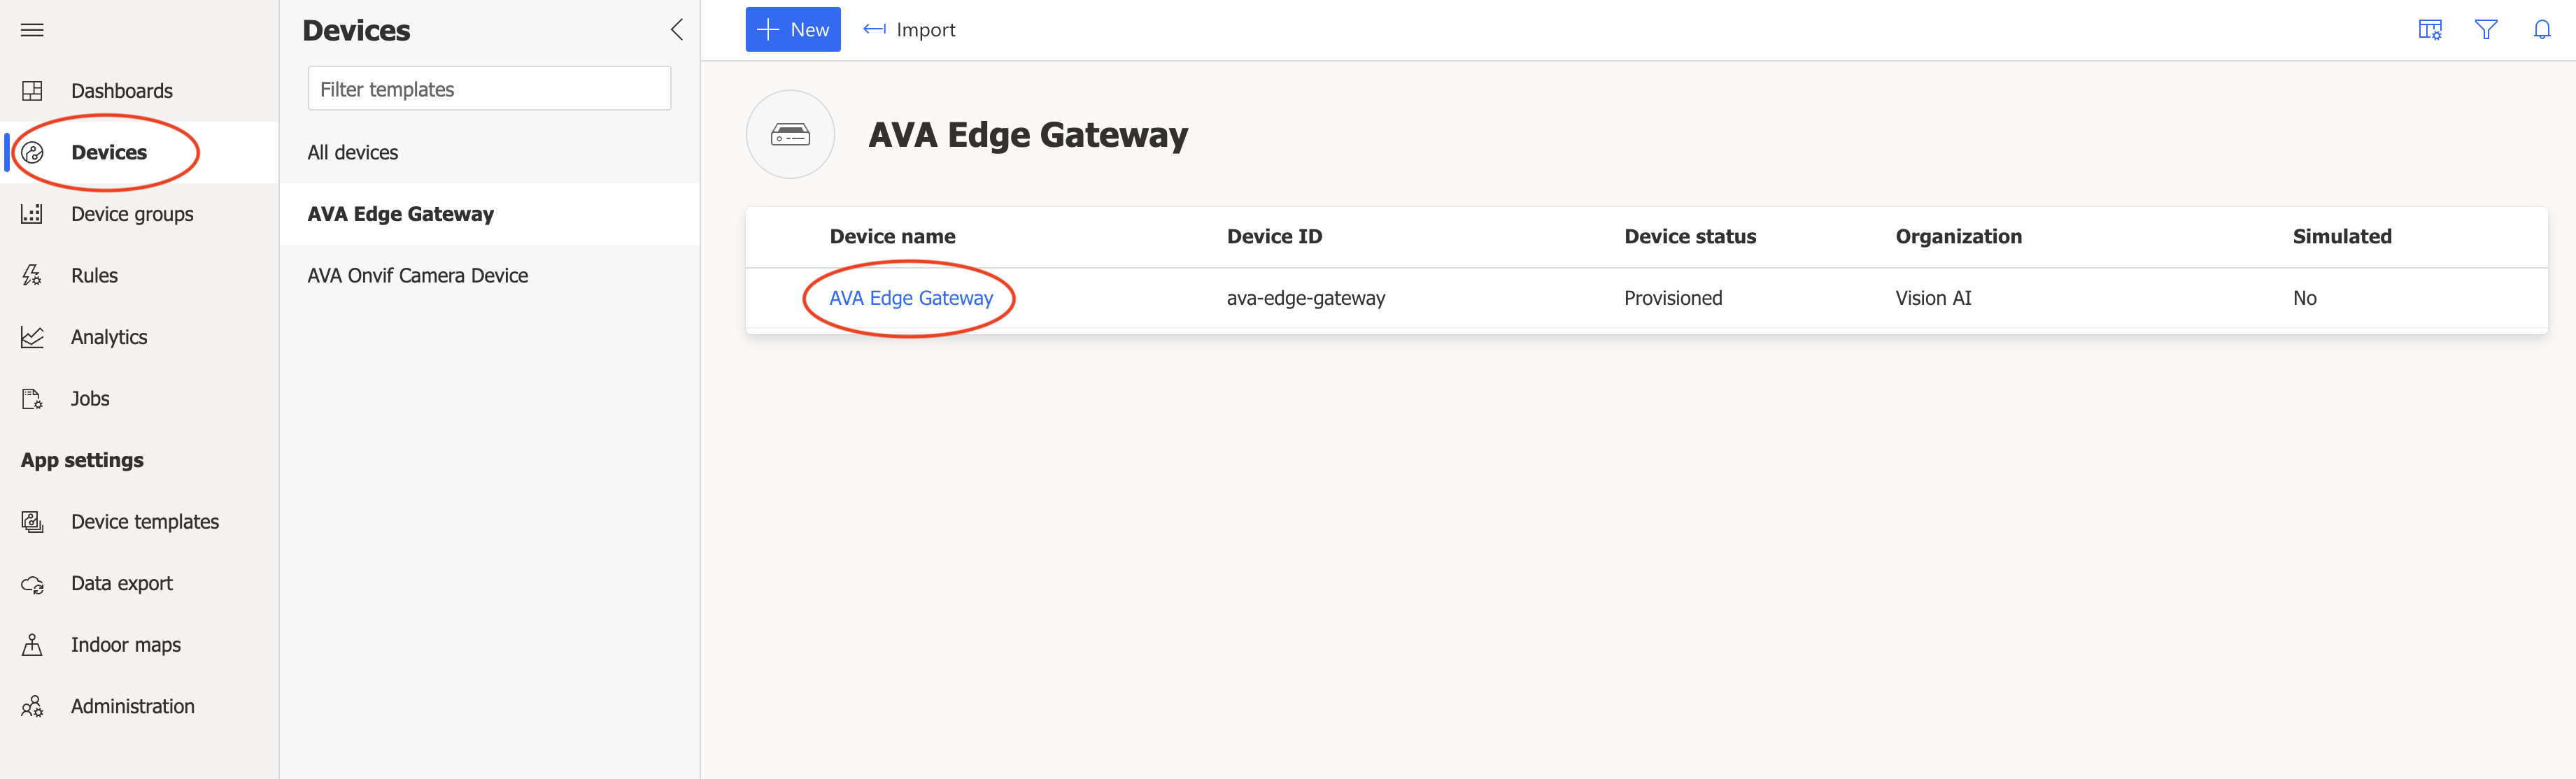 Dashboards
Devices
Device groups
Rules
Analytics
Jobs
App settings
Device templates
Data export
Indoor maps
Administration
Devices
Filter templates
All devices
AVA Edge Gateway
AVA Onvif Camera Device
New
Import
AVA Edge Gateway
Device name Device ID Device status Organization Simulated
AVA Edge Gateway ava-edge-gateway Provisioned Vision AI No